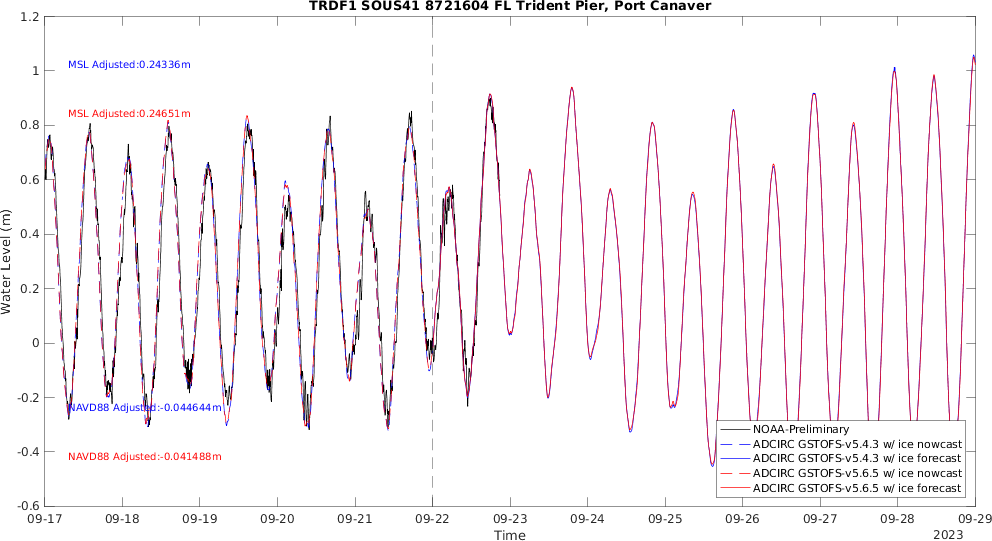 TRDF1 SOUS41 8721604 FL Trident Pier, Port Canaver
1.2
1
0.8
0.6
0.4
0.2
0
-0.2
-0.4
-0.6
Water Level (m)
MSL Adjusted:0.24336m
MSL Adjusted:0.24651m
NAVD88 Adjusted:-0.044644m
NAVD88 Adjusted:-0.041488m
NOAA-Preliminary
ADCIRC GSTOFS-v5.4.3 w/ ice nowcast
ADCIRC GSTOFS-v5.4.3 w/ ice forecast
ADCIRC GSTOFS-v5.6.5 w/ ice nowcast
ADCIRC GSTOFS-v5.6.5 w/ ice forecast
09-17 09-18 09-19 09-20 09-21 09-22 09-23 09-24 09-25 09-26 09-27 09-28 09-29
Time
2023